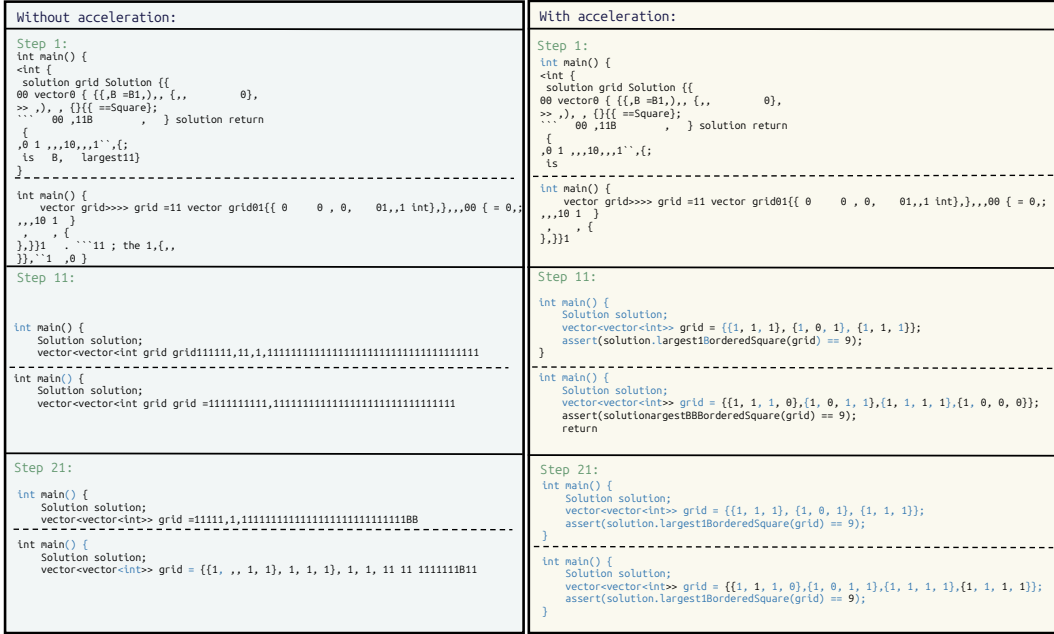 Without acceleration:
Step 1:
int main() {
<int {
 solution grid Solution {{
00 vector0 { {{,B =B1,),, {,,         0},
>> ,), , {}{{ ==Square};
```   00 ,11B        ,   } solution return
 {
,0 1 ,,,10,,,1``,{;
 is   B,   largest11}
}
int main() {
    vector grid>>>> grid =11 vector grid01{{ 0     0 , 0,    01,,1 int},},,,00 { = 0,;
,,,10 1  }
 ,    , {
},}}1   . ```11 ; the 1,{,,
}},``1  ,0 }
Step 11:
int main() {
    Solution solution;
    vector<vector<int grid grid111111,11,1,111111111111111111111111111111111111
int main() {
    Solution solution;
    vector<vector<int grid grid =1111111111,1111111111111111111111111111111
Step 21:
int main() {
    Solution solution;
    vector<vector<int>> grid =11111,1,1111111111111111111111111111BB
int main() {
    Solution solution;
    vector<vector<int>> grid = {{1, ,, 1, 1}, 1, 1, 1}, 1, 1, 11 11 1111111B11
With acceleration:
Step 1:
int main() {
<int {
 solution grid Solution {{
00 vector0 { {{,B =B1,),, {,,         0},
>> ,), , {}{{ ==Square};
```   00 ,11B        ,   } solution return
 {
,0 1 ,,,10,,,1``,{;
 is
int main() {
    vector grid>>>> grid =11 vector grid01{{ 0     0 , 0,    01,,1 int},},,,00 { = 0,;
,,,10 1  }
 ,    , {
},}}1
Step 11:
int main() {
    Solution solution;
    vector<vector<int>> grid = {{1, 1, 1}, {1, 0, 1}, {1, 1, 1}};
    assert(solution.largest1BorderedSquare(grid) == 9);
}
int main() {
    Solution solution;
    vector<vector<int>> grid = {{1, 1, 1, 0},{1, 0, 1, 1},{1, 1, 1, 1},{1, 0, 0, 0}};
    assert(solutionargestBBBorderedSquare(grid) == 9);
    return
Step 21:
int main() {
    Solution solution;
    vector<vector<int>> grid = {{1, 1, 1}, {1, 0, 1}, {1, 1, 1}};
    assert(solution.largest1BorderedSquare(grid) == 9);
}
int main() {
    Solution solution;
    vector<vector<int>> grid = {{1, 1, 1, 0},{1, 0, 1, 1},{1, 1, 1, 1},{1, 1, 1, 1}};
    assert(solution.largest1BorderedSquare(grid) == 9);
}